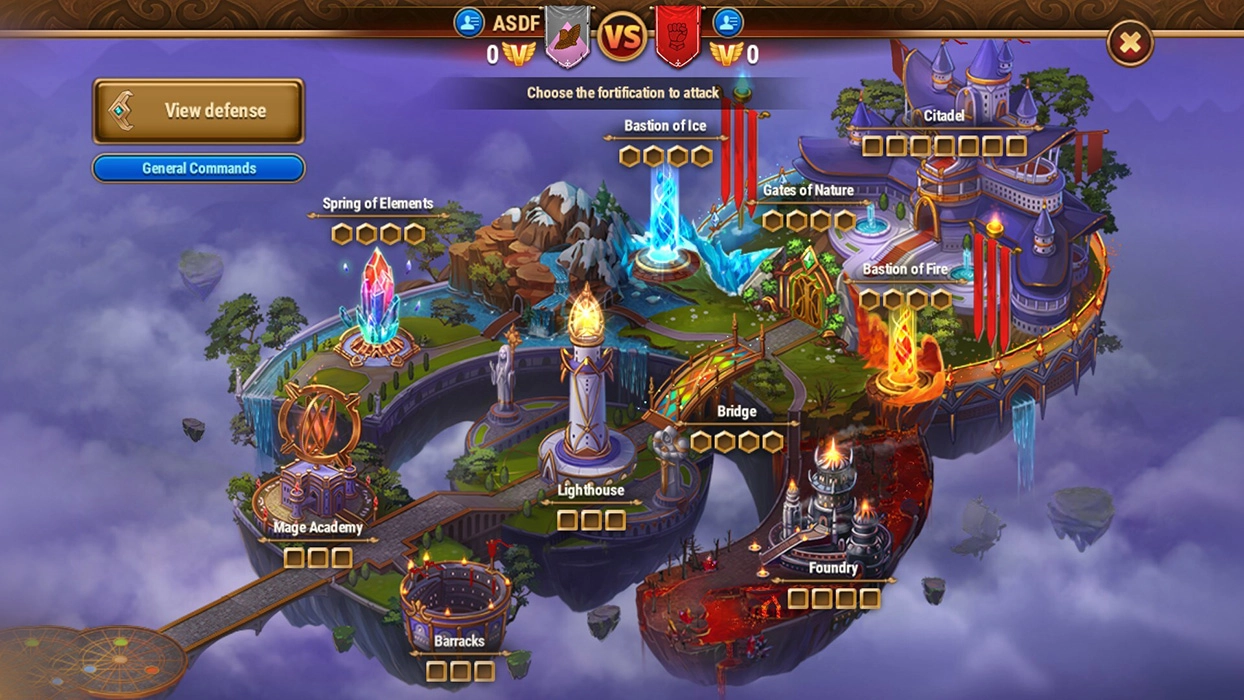 ASDF
VS
0
0
Choose the fortification to attack
View defense
General Commands
Citadel
Bastion of Ice
Gates of Nature
Spring of Elements
Bastion of Fire
Bridge
Lighthouse
Mage Academy
Foundry
Barracks